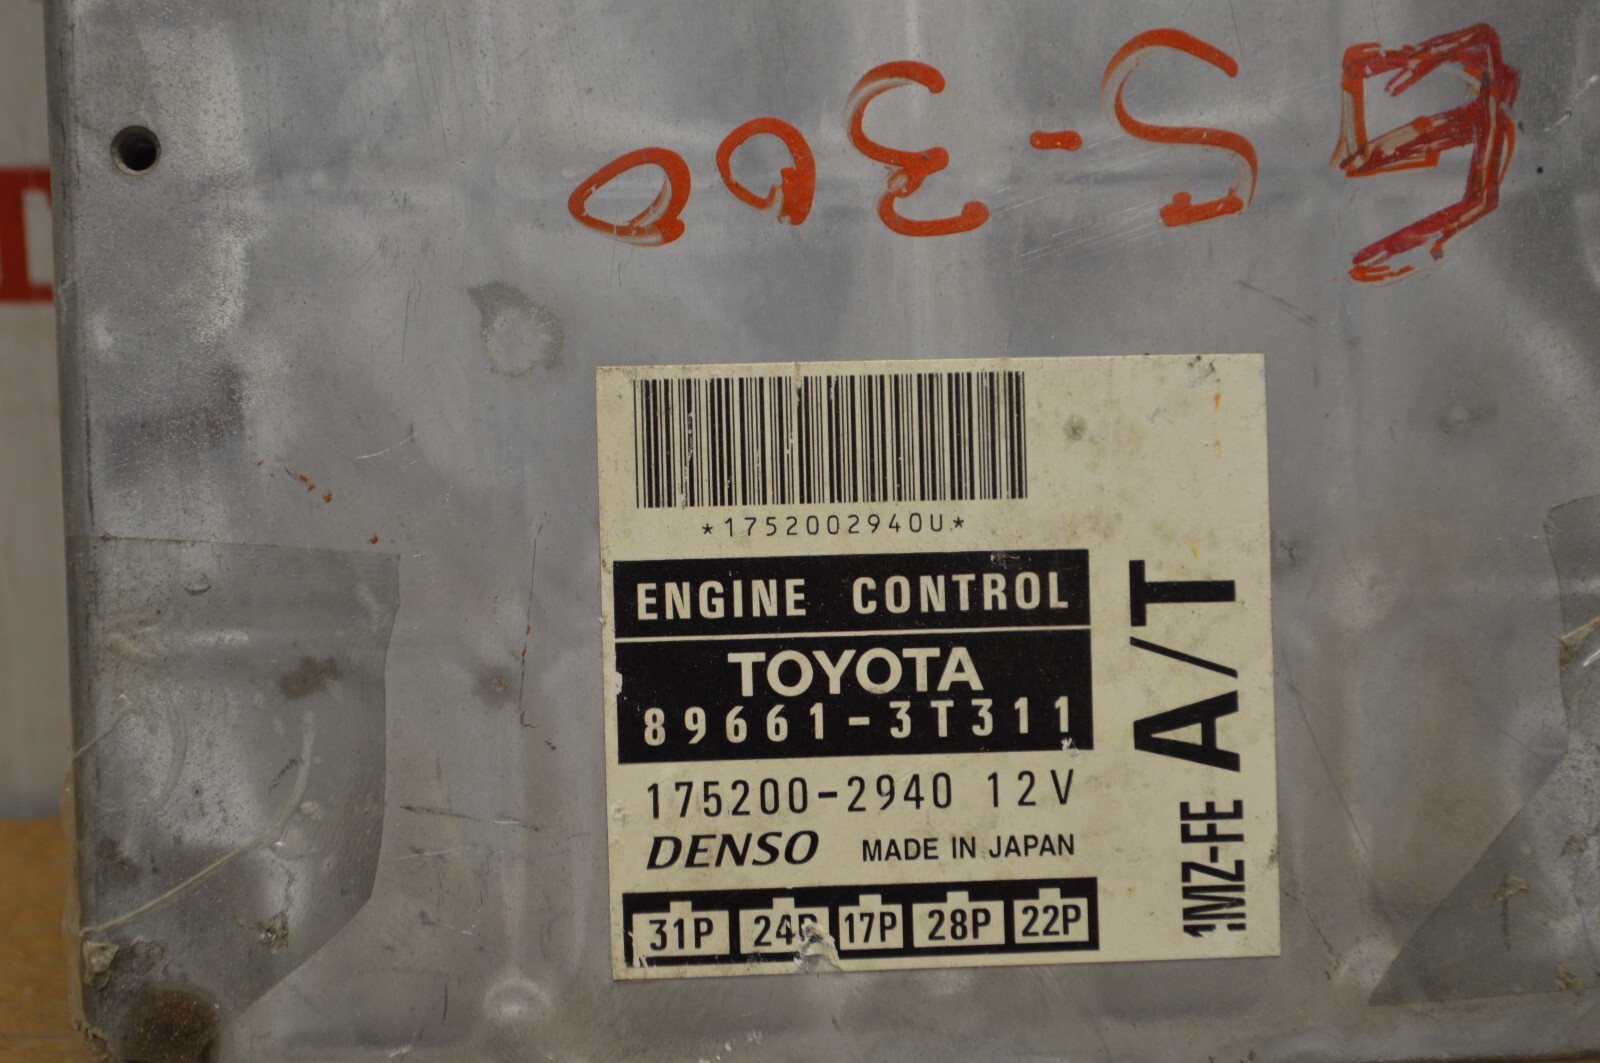 ES-300
*1752002940U*
ENGINE CONTROL
TOYOTA
89661-3T311
175200-2940 12V
DENSO MADE IN JAPAN
31P 24P 17P 28P 22P
1MZ-FE A/T